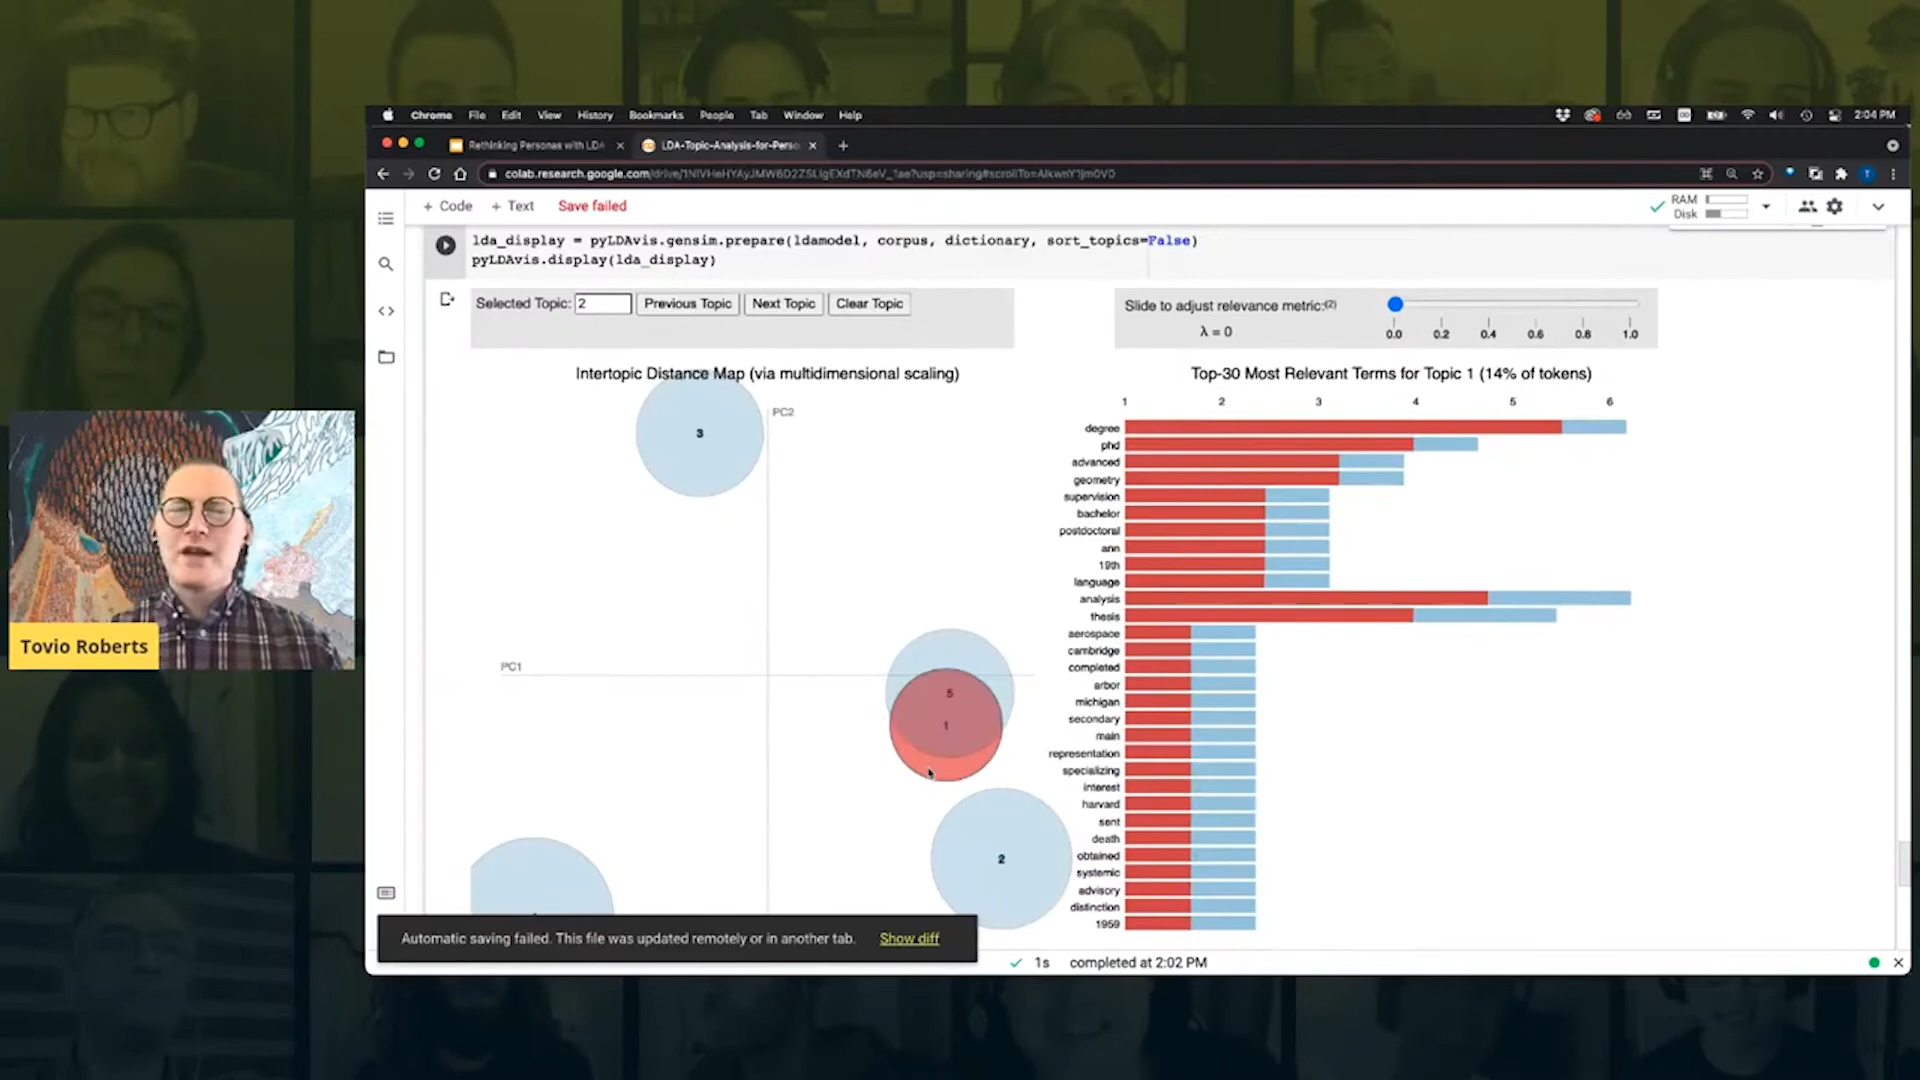 Chrome File Edit View History Bookmarks People Tab Window Help 2:04 PM
Rethinking Personas with LDA
LDA-Topic-Analysis-for-Perso
+ Code + Text Save failed
RAM
Disk
lda_display = pyLDAvis.gensim.prepare(ldamodel, corpus, dictionary, sort_topics=False)
pyLDAvis.display(lda_display)
Selected Topic: 2 Previous Topic Next Topic Clear Topic
Slide to adjust relevance metric:(2)
λ = 0
0.0 0.2 0.4 0.6 0.8 1.0
Intertopic Distance Map (via multidimensional scaling)
PC2
3
PC1
5
1
2
Top-30 Most Relevant Terms for Topic 1 (14% of tokens)
1 2 3 4 5 6
degree
phd
advanced
geometry
supervision
bachelor
postdoctoral
ann
19th
language
analysis
thesis
aerospace
cambridge
completed
arbor
michigan
secondary
main
representation
specializing
interest
harvard
sent
death
obtained
systemic
advisory
distinction
1959
Automatic saving failed. This file was updated remotely or in another tab. Show diff
1s completed at 2:02 PM
Tovio Roberts